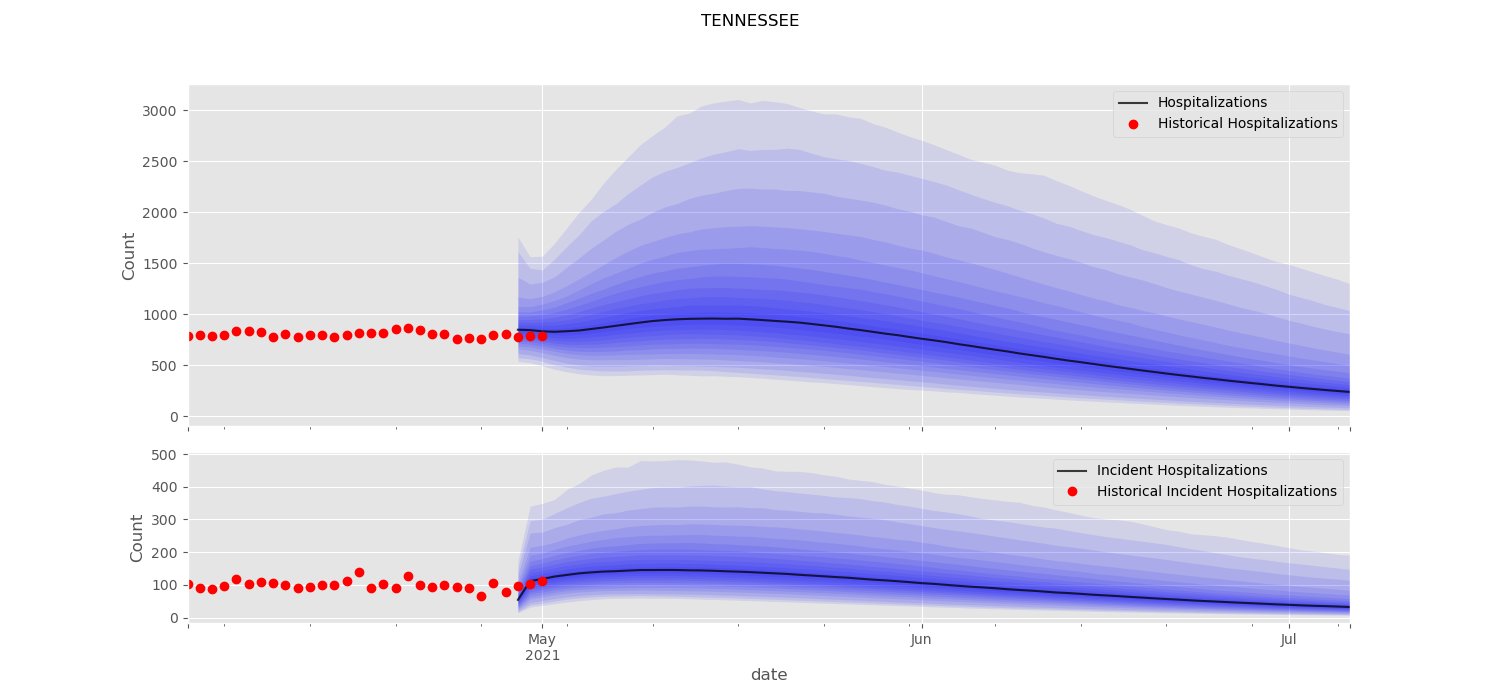 TENNESSEE
Hospitalizations
Historical Hospitalizations
Count
3000
2500
2000
1500
1000
500
0
Incident Hospitalizations
Historical Incident Hospitalizations
Count
500
400
300
200
100
0
May
2021
Jun
Jul
date